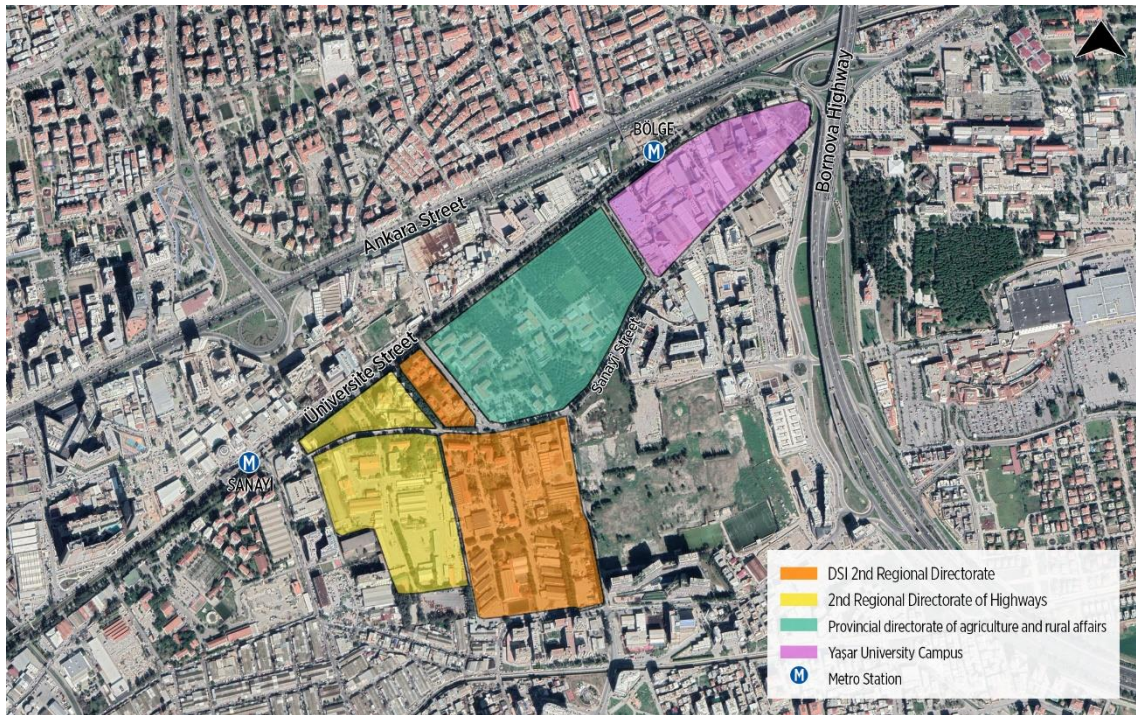 Bornova Highway
BÖLGE
M
Ankara Street
Üniversite Street
Sanayi Street
M
SANAYİ
DSI 2nd Regional Directorate
2nd Regional Directorate of Highways
Provincial directorate of agriculture and rural affairs
Yaşar University Campus
M
Metro Station